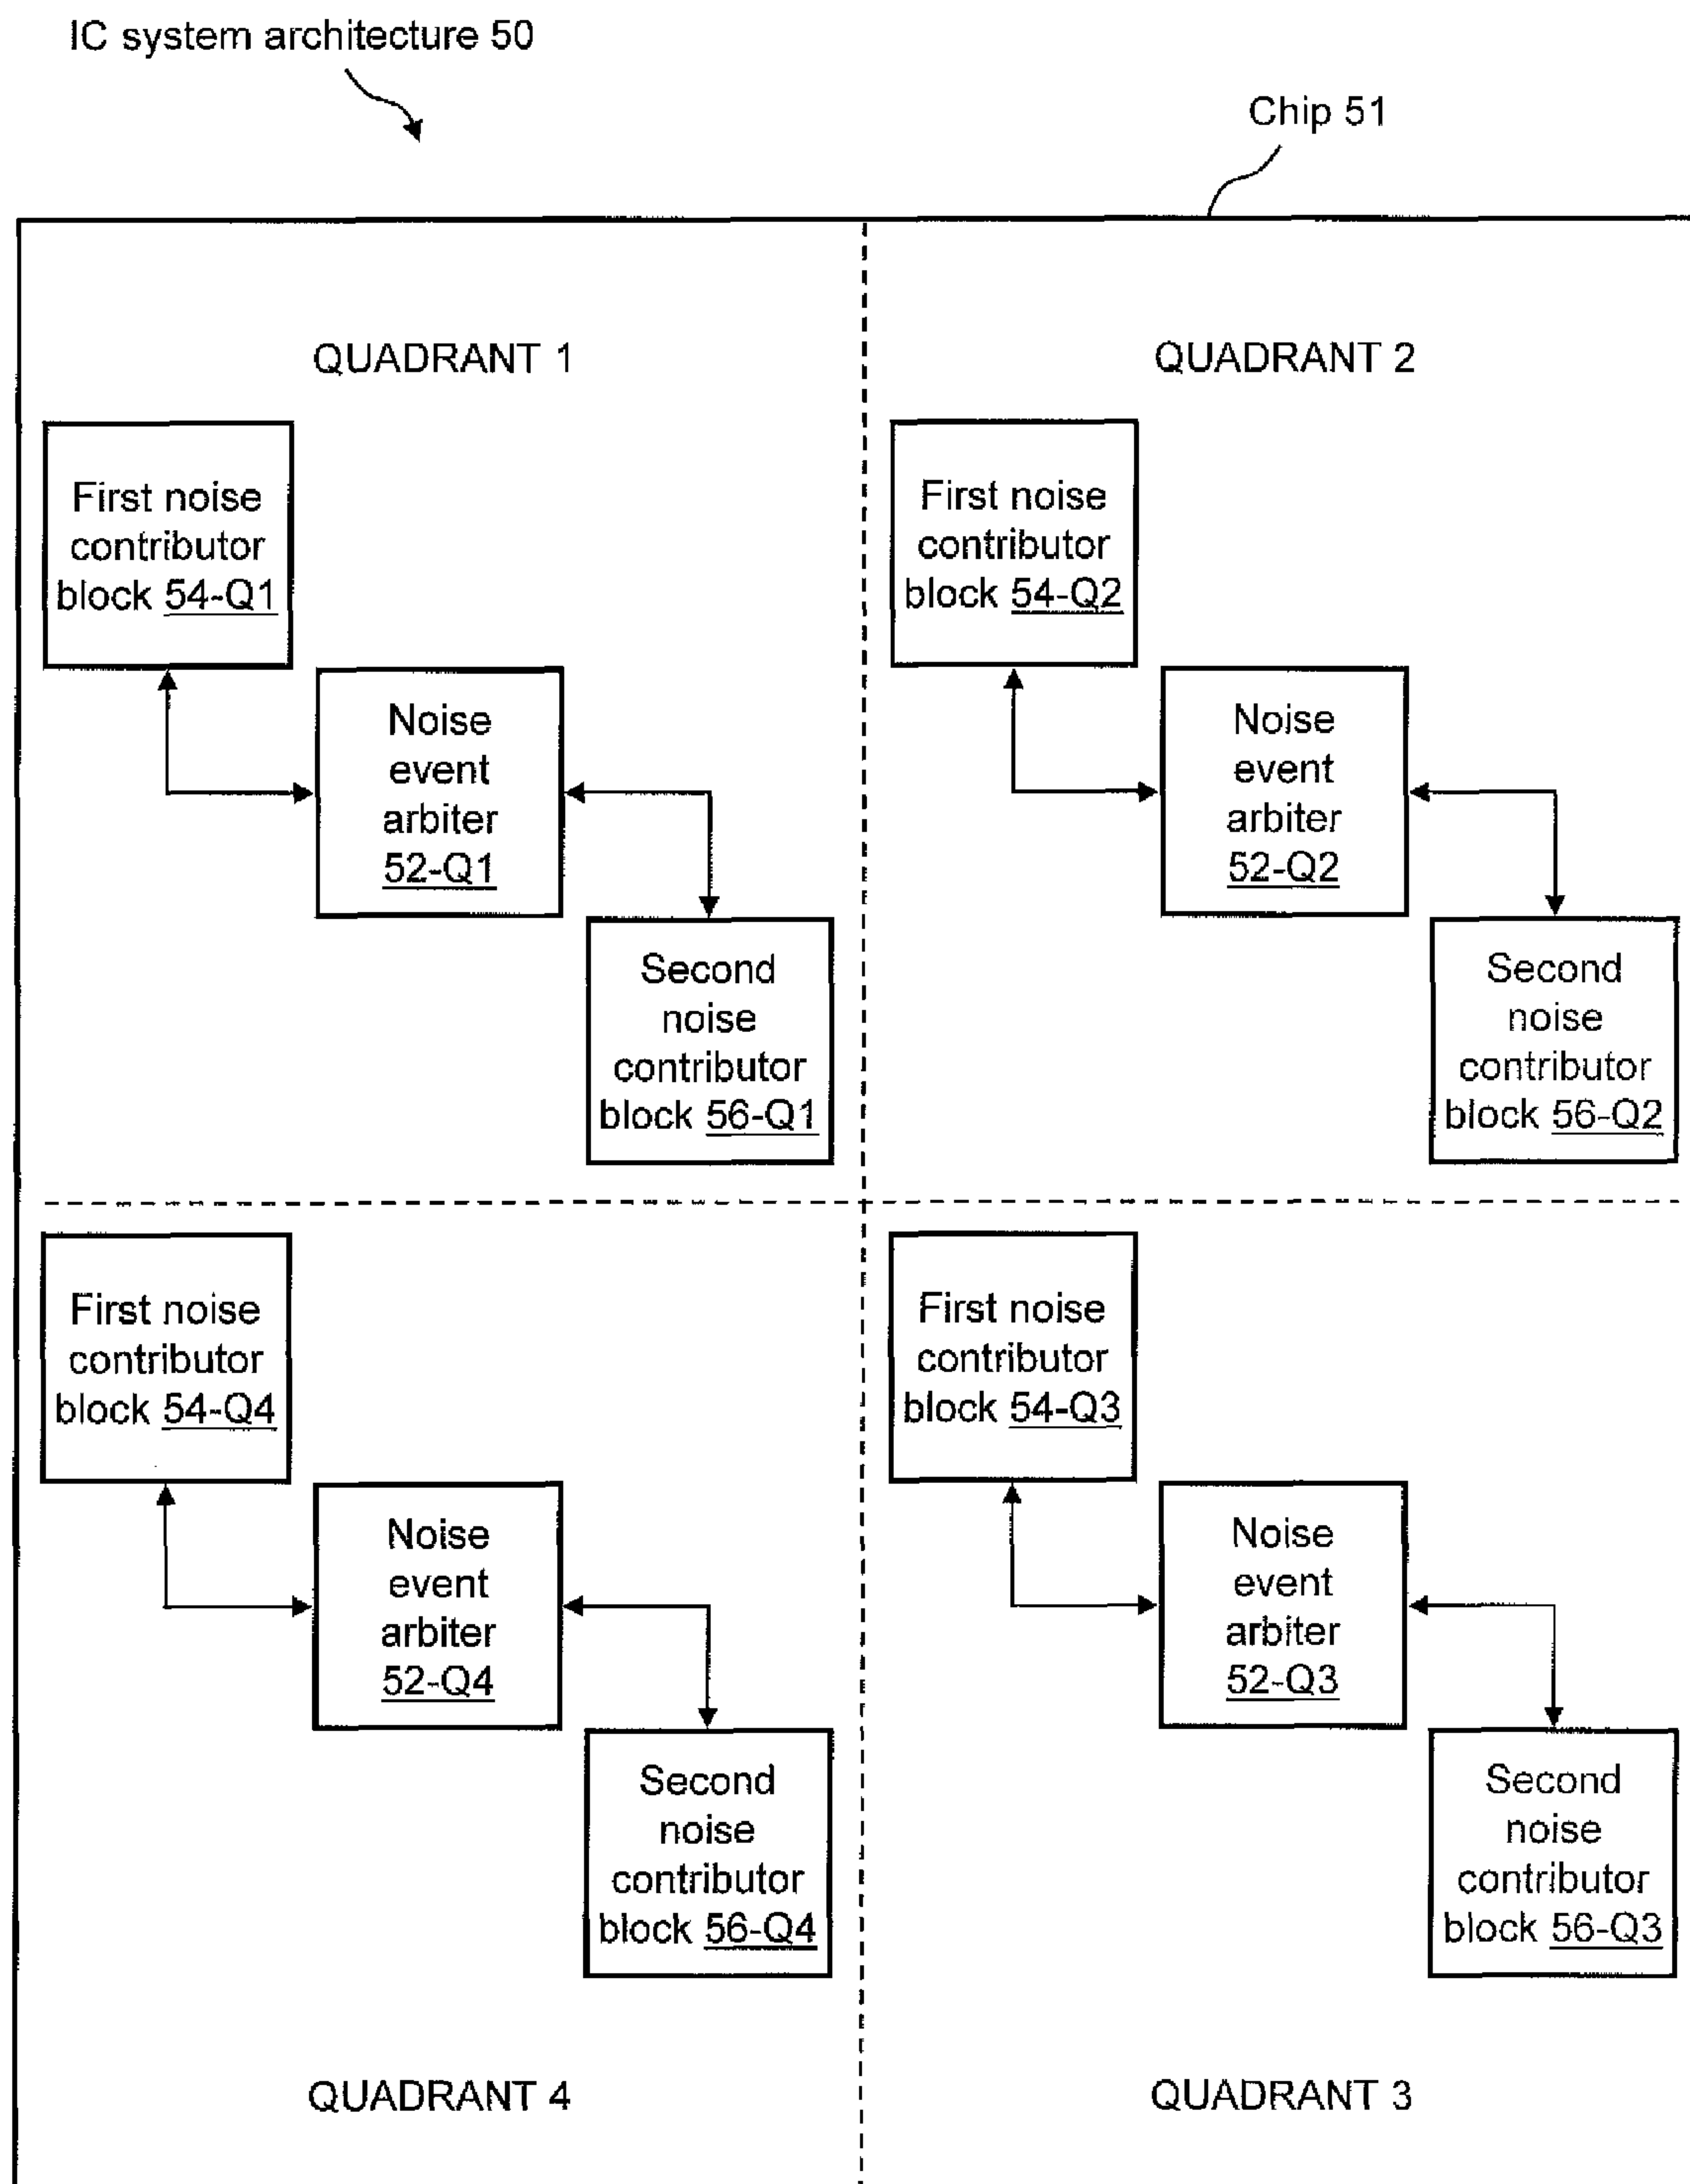 IC system architecture 50
Chip 51
QUADRANT 1
First noise
contributor
block 54-Q1
Noise
event
arbiter
52-Q1
Second
noise
contributor
block 56-Q1
QUADRANT 2
First noise
contributor
block 54-Q2
Noise
event
arbiter
52-Q2
Second
noise
contributor
block 56-Q2
First noise
contributor
block 54-Q4
Noise
event
arbiter
52-Q4
Second
noise
contributor
block 56-Q4
QUADRANT 4
First noise
contributor
block 54-Q3
Noise
event
arbiter
52-Q3
Second
noise
contributor
block 56-Q3
QUADRANT 3